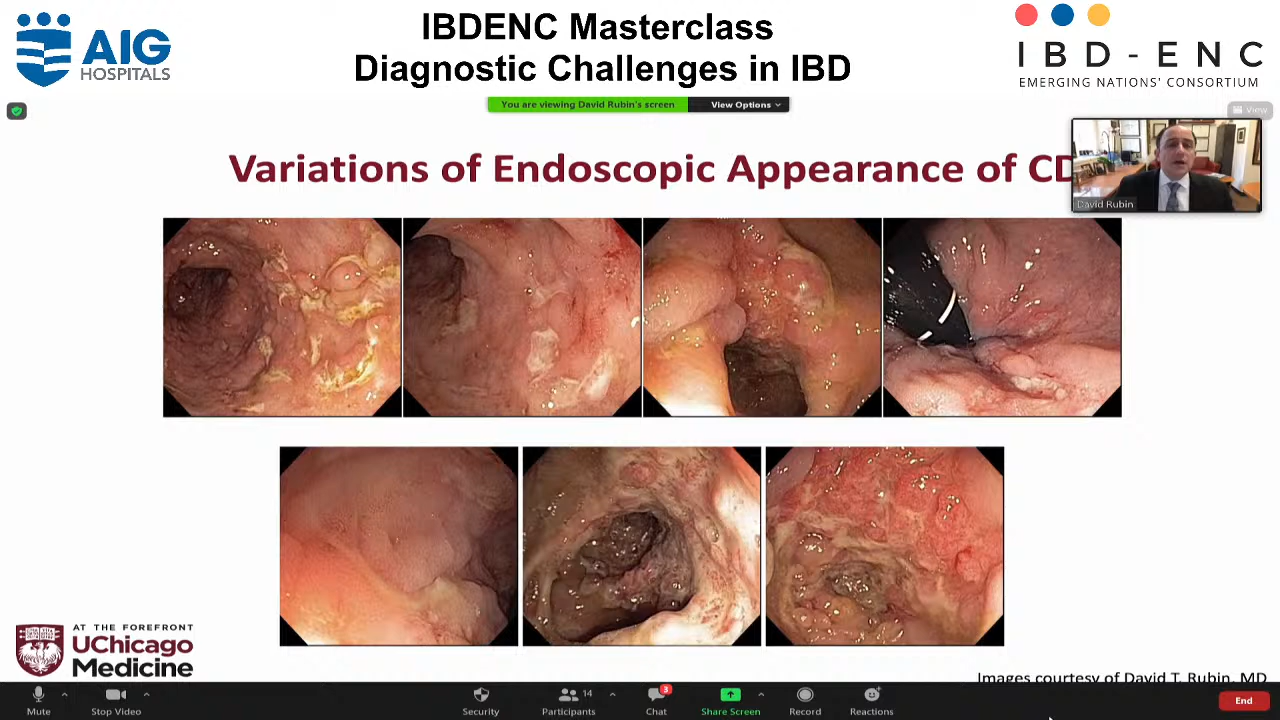 AIG
HOSPITALS
IBDENC Masterclass
Diagnostic Challenges in IBD
IBD-ENC
EMERGING NATIONS' CONSORTIUM
You are viewing David Rubin's screen
View Options
View
Variations of Endoscopic Appearance of CD
David Rubin
AT THE FOREFRONT
UChicago
Medicine
Images courtesy of David T. Rubin, MD
Mute
Stop Video
Security
14
Participants
3
Chat
Share Screen
Record
Reactions
End